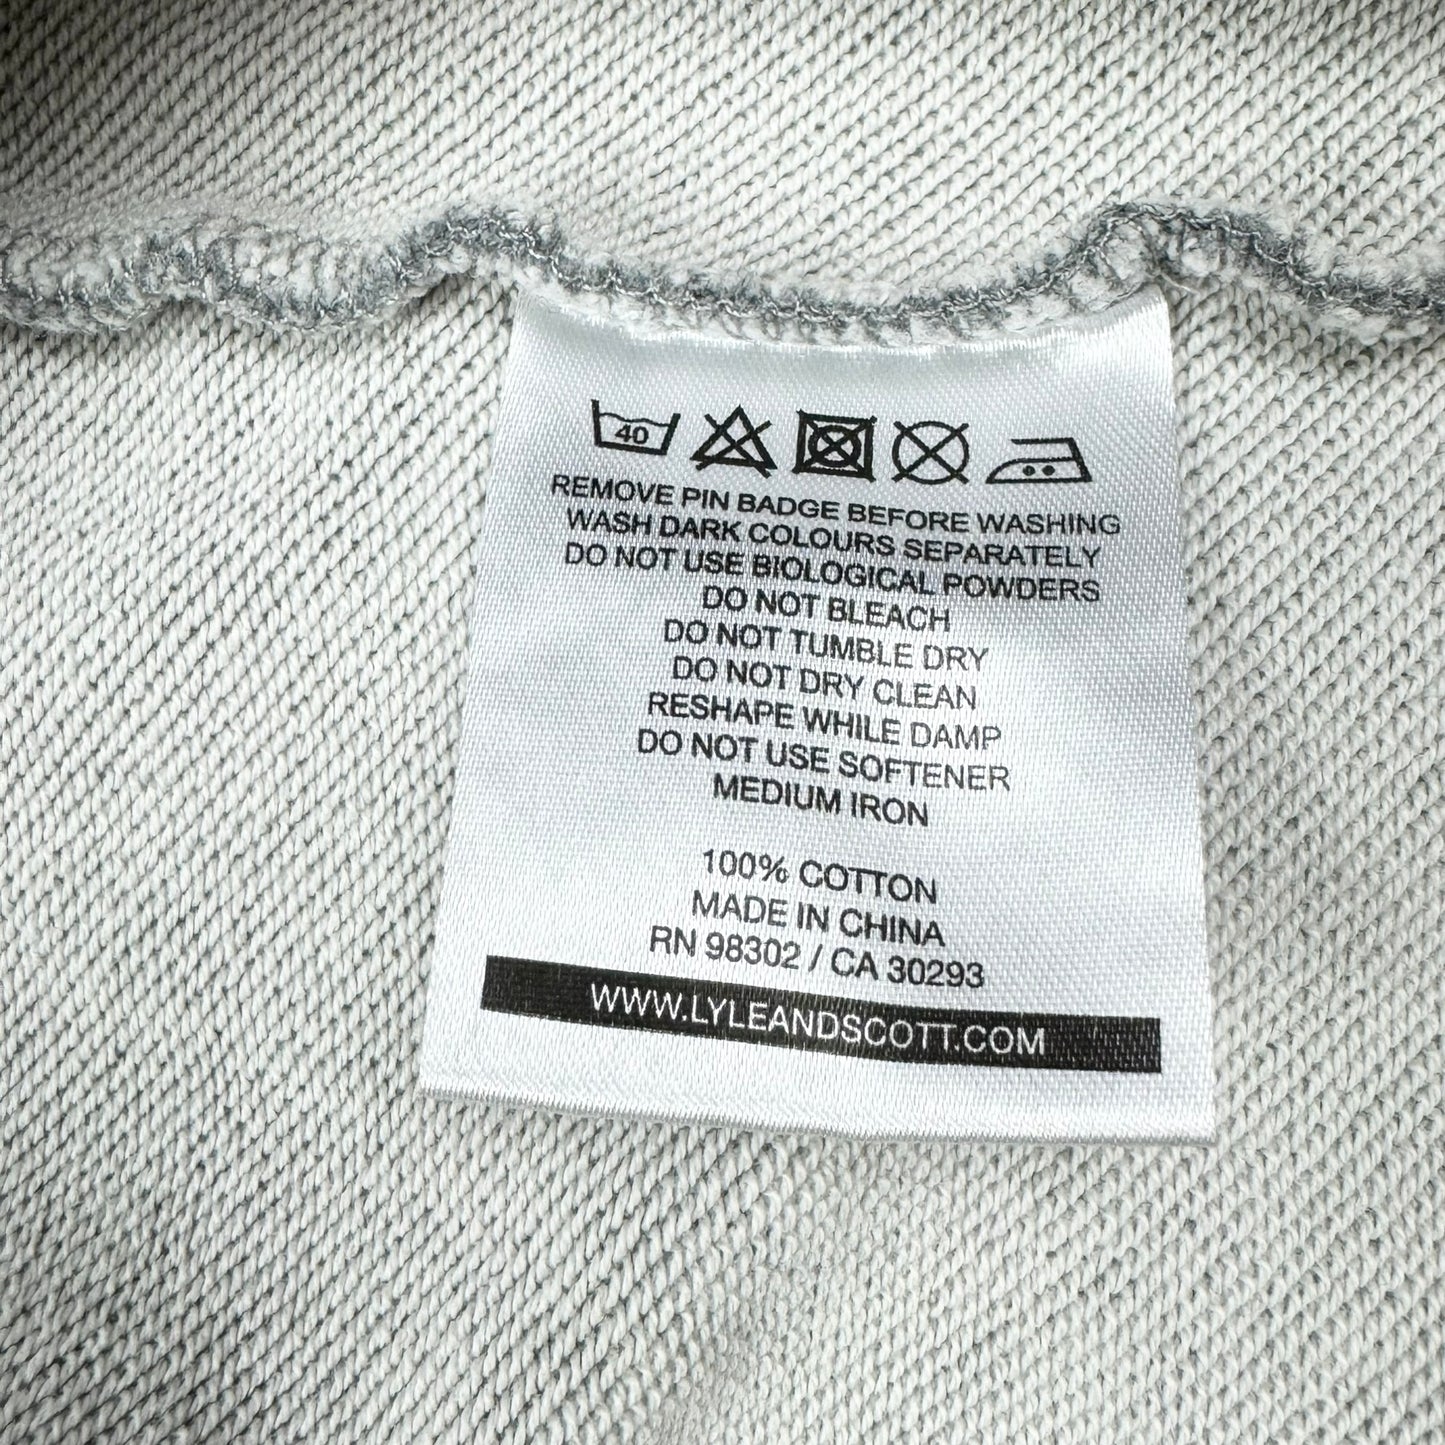 40
REMOVE PIN BADGE BEFORE WASHING
WASH DARK COLOURS SEPARATELY
DO NOT USE BIOLOGICAL POWDERS
DO NOT BLEACH
DO NOT TUMBLE DRY
DO NOT DRY CLEAN
RESHAPE WHILE DAMP
DO NOT USE SOFTENER
MEDIUM IRON
100% COTTON
MADE IN CHINA
RN 98302 / CA 30293
WWW.LYLEANDSCOTT.COM